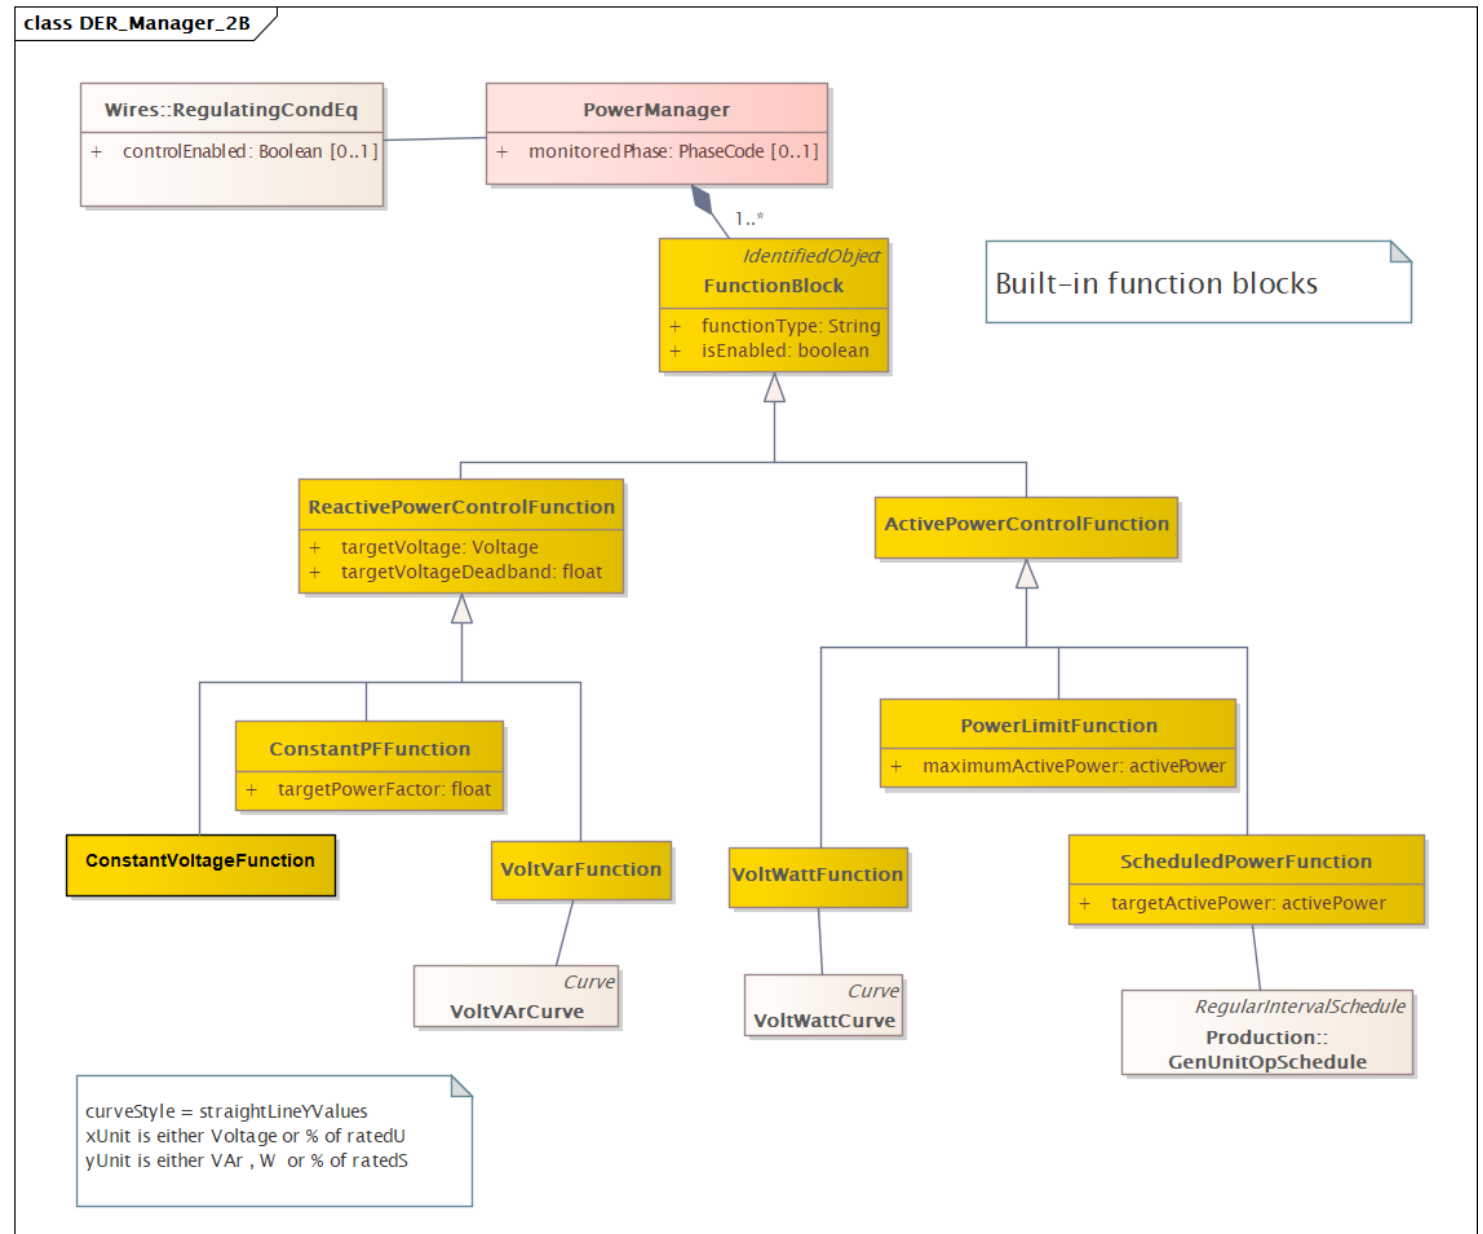 class DER_Manager_2B
Wires::RegulatingCondEq
+ controlEnabled: Boolean [0..1]
PowerManager
+ monitoredPhase: PhaseCode [0..1]
1..*
IdentifiedObject
FunctionBlock
+ functionType: String
+ isEnabled: boolean
Built-in function blocks
ReactivePowerControlFunction
+ targetVoltage: Voltage
+ targetVoltageDeadband: float
ActivePowerControlFunction
ConstantPFFunction
+ targetPowerFactor: float
PowerLimitFunction
+ maximumActivePower: activePower
ConstantVoltageFunction
VoltVarFunction
VoltWattFunction
ScheduledPowerFunction
+ targetActivePower: activePower
Curve
VoltVArCurve
Curve
VoltWattCurve
RegularIntervalSchedule
Production::
GenUnitOpSchedule
curveStyle = straightLineYValues
xUnit is either Voltage or % of ratedU
yUnit is either VAr , W or % of ratedS